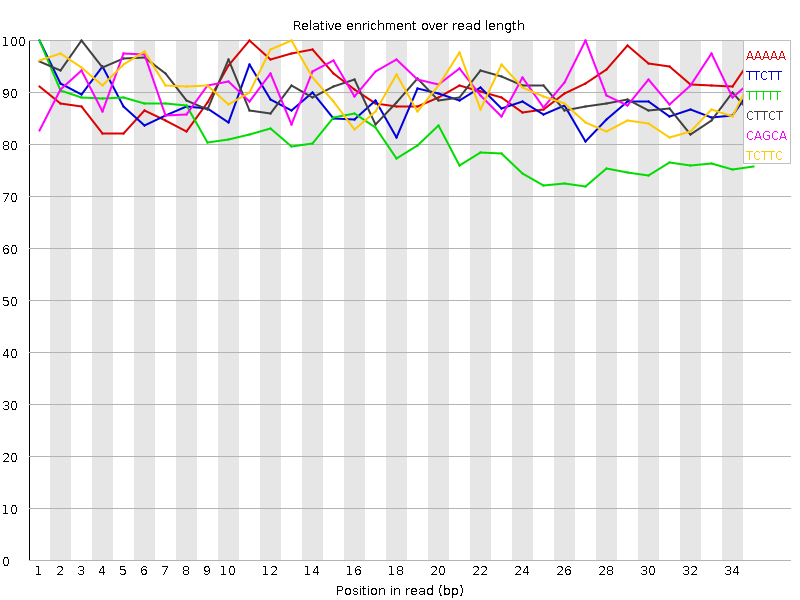 Relative enrichment over read length
100
90
80
70
60
50
40
30
20
10
0
AAAAA
TTCTT
TTTTT
CTTCT
CAGCA
TCTTC
1 2 3 4 5 6 7 8 9 10 12 14 16 18 20 22 24 26 28 30 32 34
Position in read (bp)